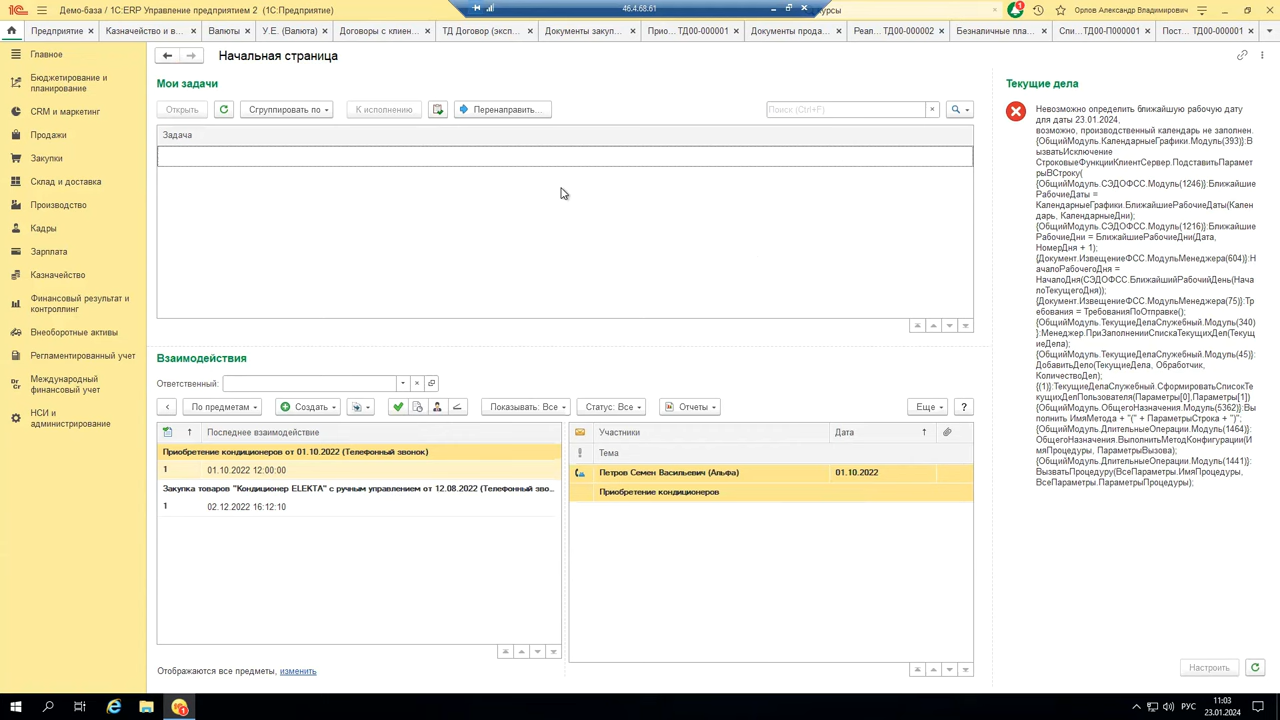 Демо-база / 1С:ERP Управление предприятием 2 (1С:Предприятие)
46.4.68.61
Орлов Александр Владимирович
Предприятие
Казначейство и в...
Валюты
У.Е. (Валюта)
Договоры с клиен...
ТД Договор (эксп...
Документы закуп...
Прио... ТД00-000001
Документы прода...
Реал... ТД00-000002
Безналичные пла...
Спи... ТД00-П000001
Пост... ТД00-000001
Главное
Бюджетирование и
планирование
CRM и маркетинг
Продажи
Закупки
Склад и доставка
Производство
Кадры
Зарплата
Казначейство
Финансовый результат и
контроллинг
Внеоборотные активы
Регламентированный учет
Международный
финансовый учет
НСИ и
администрирование
Начальная страница
Мои задачи
Открыть
Сгруппировать по
К исполнению
Перенаправить...
Поиск (Ctrl+F)
Задача
Взаимодействия
Ответственный:
По предметам
Создать
Показывать: Все
Статус: Все
Отчеты
Еще
?
Последнее взаимодействие
Приобретение кондиционеров от 01.10.2022 (Телефонный звонок)
1 01.10.2022 12:00:00
Закупка товаров "Кондиционер ELEKTA" с ручным управлением от 12.08.2022 (Телефонный зво...
1 02.12.2022 16:12:10
Участники
Дата
Тема
Петров Семен Васильевич (Альфа)
01.10.2022
Приобретение кондиционеров
Отображаются все предметы, изменить
Текущие дела
Невозможно определить ближайшую рабочую дату
для даты 23.01.2024,
возможно, производственный календарь не заполнен.
{ОбщийМодуль.КалендарныеГрафики.Модуль(393)}:В
ызватьИсключение
СтроковыеФункцииКлиентСервер.ПодставитьПарамет
рыВСтроку(
{ОбщийМодуль.СЭДОФСС.Модуль(1246)}:Ближайшие
РабочиеДаты =
КалендарныеГрафики.БлижайшиеРабочиеДаты(Кален
дарь, КалендарныеДни);
{ОбщийМодуль.СЭДОФСС.Модуль(1216)}:Ближайшие
РабочиеДни = БлижайшиеРабочиеДни(Дата,
НомерДня + 1);
{Документ.ИзвещениеФСС.МодульМенеджера(604)}:Н
ачалоРабочегоДня =
НачалоДня(СЭДОФСС.БлижайшийРабочийДень(Нача
лоТекущегоДня));
{Документ.ИзвещениеФСС.МодульМенеджера(75)}:Тр
ебования = ТребованияПоОтправке();
{ОбщийМодуль.ТекущиеДелаСлужебный.Модуль(340)
}:Менеджер.ПриЗаполненииСпискаТекущихДел(Текущ
иеДела);
{ОбщийМодуль.ТекущиеДелаСлужебный.Модуль(45)}:
ДобавитьДело(ТекущиеДела, Обработчик,
КоличествоДел);
{(1)}:ТекущиеДелаСлужебный.СформироватьСписокТе
кущихДелПользователя(Параметры[0],Параметры[1])
{ОбщийМодуль.ОбщегоНазначения.Модуль(5362)}:Вы
полнить ИмяМетода + "(" + ПараметрыСтрока + ")";
{ОбщийМодуль.ДлительныеОперации.Модуль(1464)}:
ОбщегоНазначения.ВыполнитьМетодКонфигурации(И
мяПроцедуры, ПараметрыВызова);
{ОбщийМодуль.ДлительныеОперации.Модуль(1441)}:
ВызватьПроцедуру(ВсеПараметры.ИмяПроцедуры,
ВсеПараметры.ПараметрыПроцедуры);
Настроить
РУС
11:03
23.01.2024